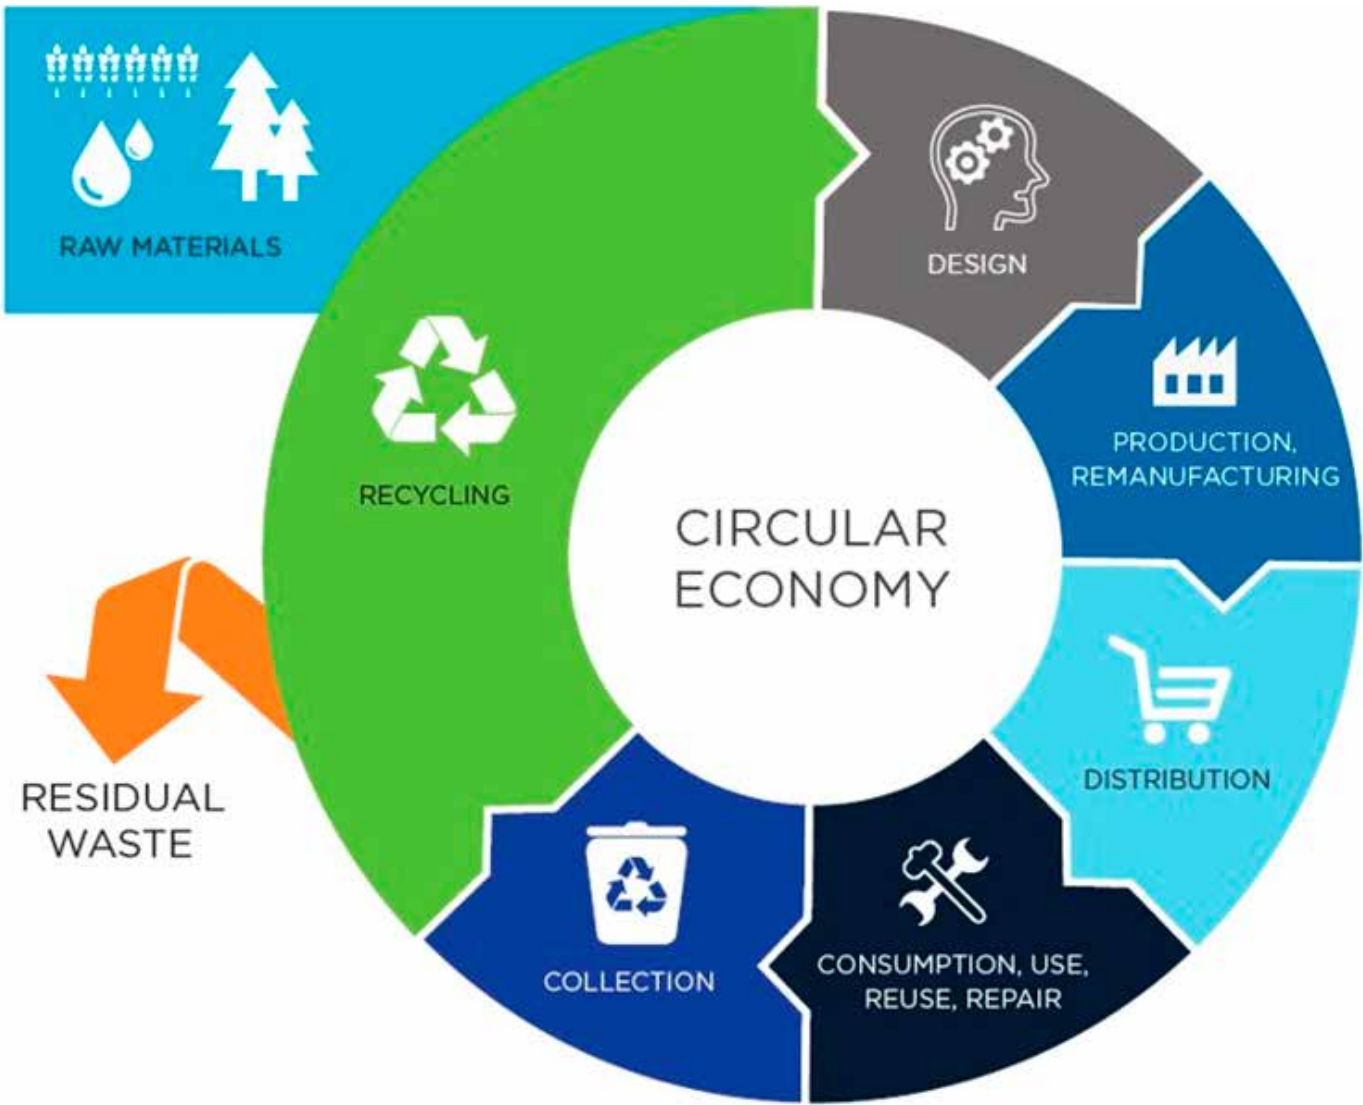 RAW MATERIALS
DESIGN
PRODUCTION,
REMANUFACTURING
RECYCLING
CIRCULAR
ECONOMY
DISTRIBUTION
RESIDUAL
WASTE
CONSUMPTION, USE,
REUSE, REPAIR
COLLECTION